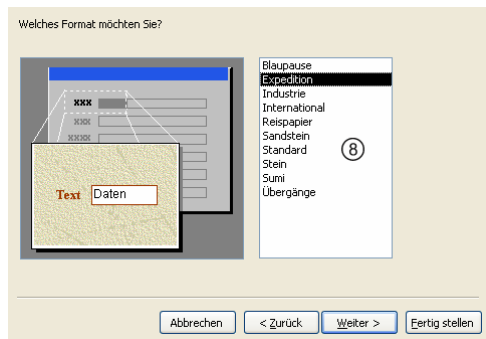 Welches Format möchten Sie?
xxx
xxx
xxxx
Text Daten
Blaupause
Expedition
Industrie
International
Reispapier
Sandstein
Standard
Stein
Sumi
Übergänge
8
Abbrechen < Zurück Weiter > Fertig stellen